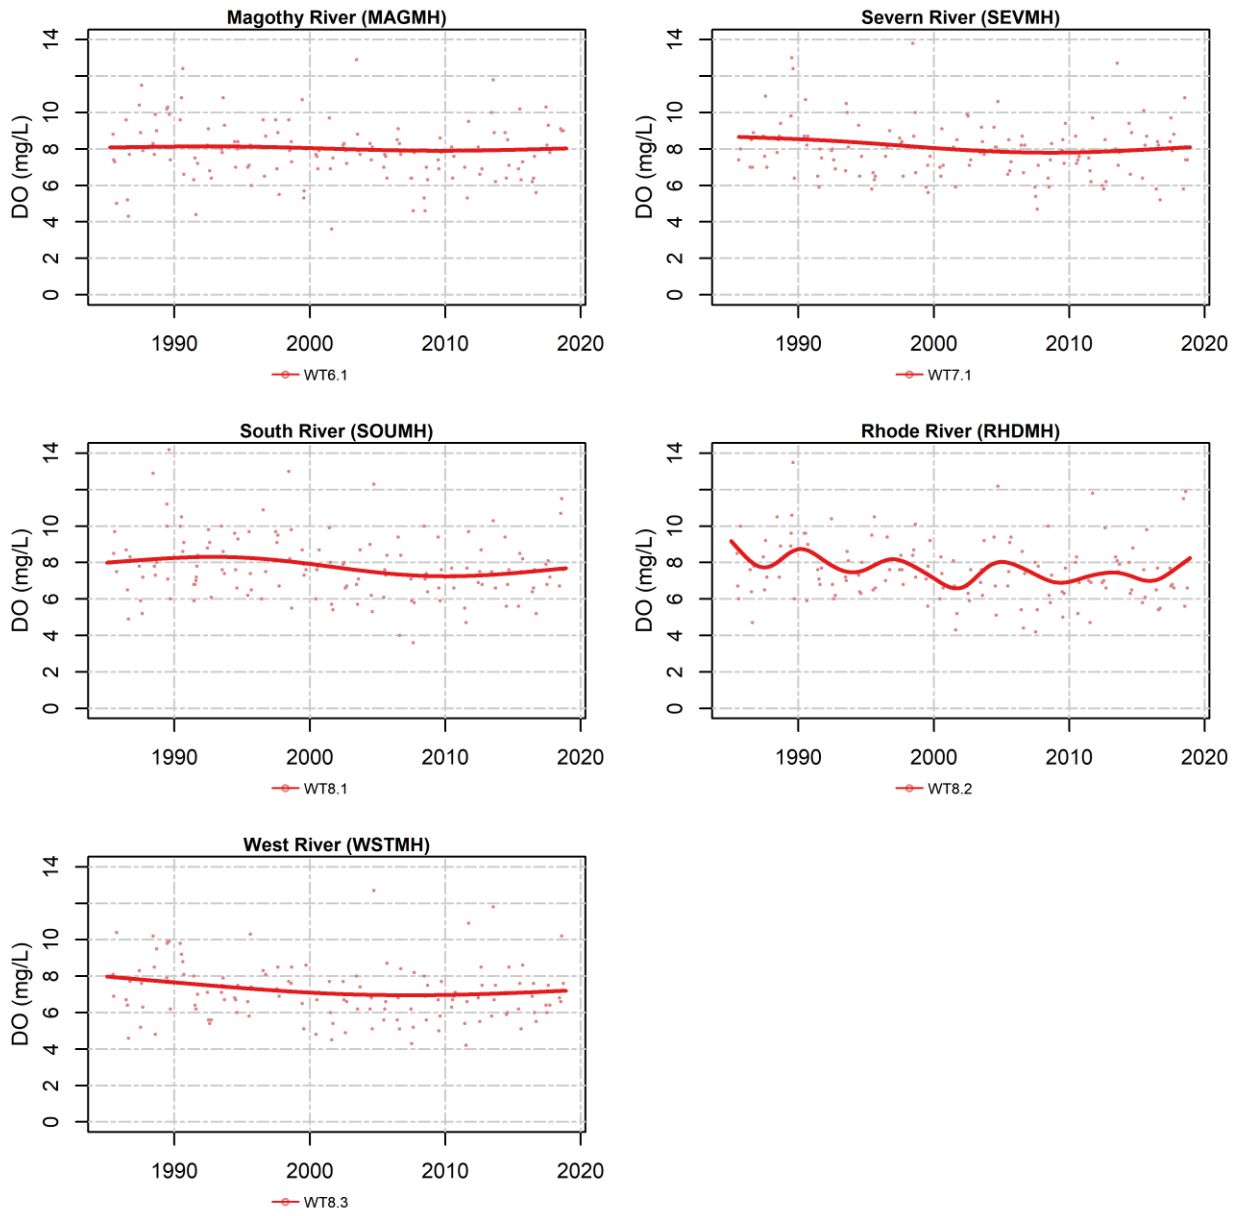 Magothy River (MAGMH)
DO (mg/L)
14
10
8
6
4
2
0
1990 2000 2010 2020
WT6.1
Severn River (SEVMH)
DO (mg/L)
14
10
8
6
4
2
0
1990 2000 2010 2020
WT7.1
South River (SOUMH)
DO (mg/L)
14
10
8
6
4
2
0
1990 2000 2010 2020
WT8.1
Rhode River (RHDMH)
DO (mg/L)
14
10
8
6
4
2
0
1990 2000 2010 2020
WT8.2
West River (WSTMH)
DO (mg/L)
14
10
8
6
4
2
0
1990 2000 2010 2020
WT8.3